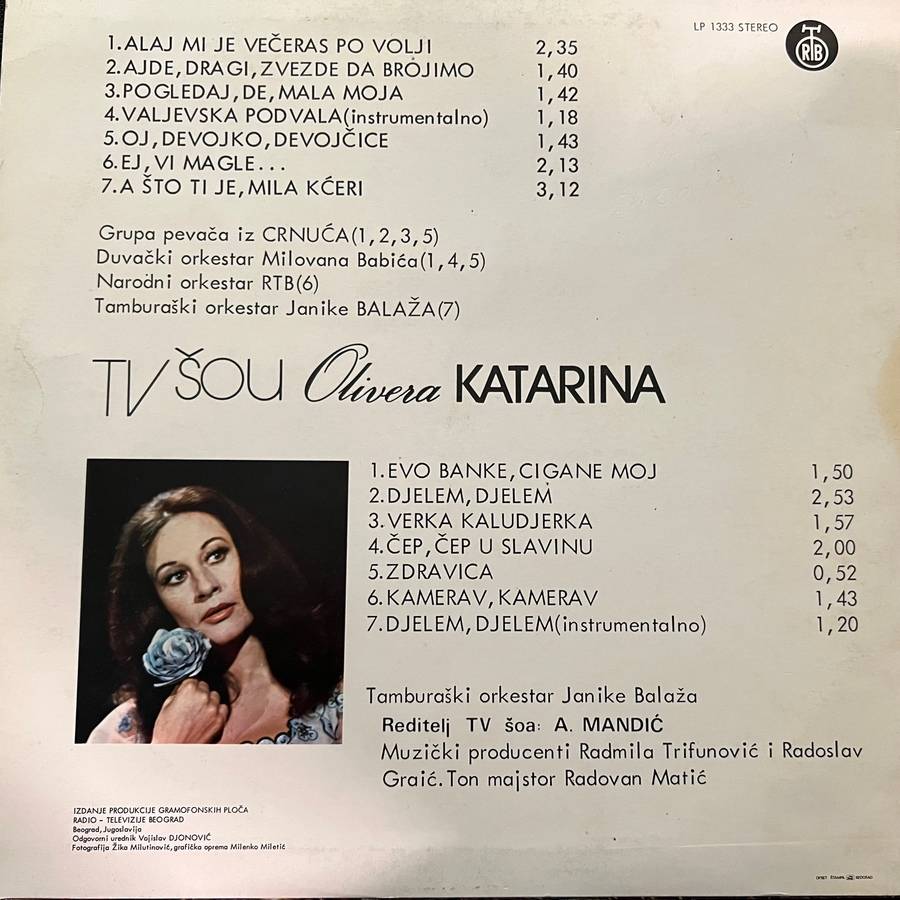 LP 1333 STEREO
RTB
1.ALAJ MI JE VEČERAS PO VOLJI 2,35
2.AJDE,DRAGI,ZVEZDE DA BROJIMO 1,40
3.POGLEDAJ,DE,MALA MOJA 1,42
4.VALJEVSKA PODVALA(instrumentalno) 1,18
5.OJ,DEVOJKO,DEVOJČICE 1,43
6.EJ,VI MAGLE... 2,13
7.A ŠTO TI JE,MILA KĆERI 3,12
Grupa pevača iz CRNUĆA(1,2,3,5)
Duvački orkestar Milovana Babića(1,4,5)
Narodni orkestar RTB(6)
Tamburaški orkestar Janike BALAŽA(7)
TV ŠOU Olivera KATARINA
1.EVO BANKE,CIGANE MOJ 1,50
2.DJELEM,DJELEM 2,53
3.VERKA KALUDJERKA 1,57
4.ČEP,ČEP U SLAVINU 2,00
5.ZDRAVICA 0,52
6.KAMERAV,KAMERAV 1,43
7.DJELEM,DJELEM(instrumentalno) 1,20
Tamburaški orkestar Janike Balaža
Reditelj TV šoa: A. MANDIĆ
Muzički producenti Radmila Trifunović i Radoslav
Graić.Ton majstor Radovan Matić
IZDANJE PRODUKCIJE GRAMOFONSKIH PLOČA
RADIO – TELEVIZIJE BEOGRAD
Beograd,Jugoslavija
Odgovorni urednik Vojislav DJONOVIĆ
Fotografija Žika Milutinović,grafička oprema Milenko Miletić
OFSET ŠTAMPA BEOGRAD